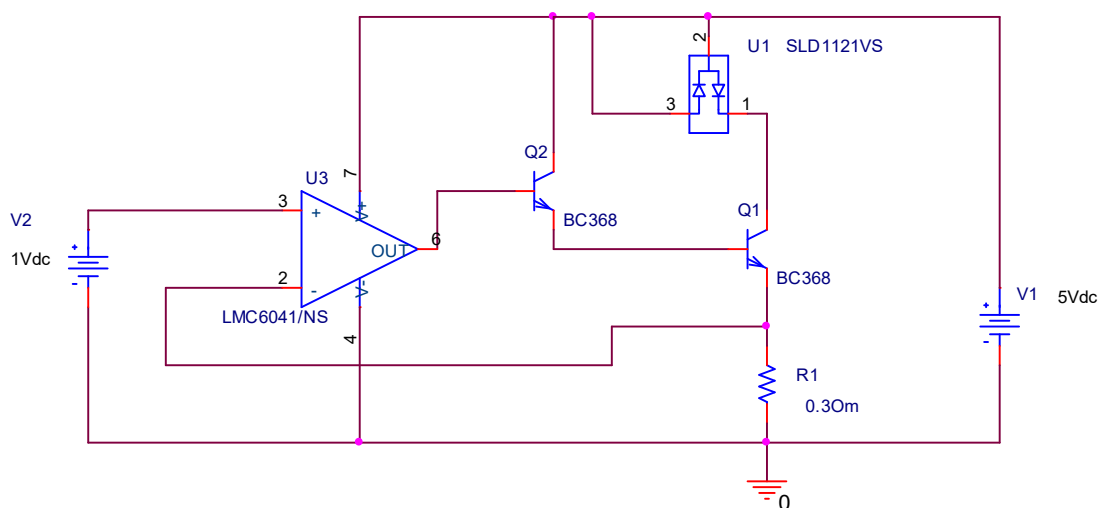 2
U1 SLD1121VS
3
1
Q2
BC368
7
U3
3
+
V+
V2
+
1Vdc
-
OUT
6
Q1
BC368
2
-
V-
LMC6041/NS
4
V1
5Vdc
+
-
R1
0.3Om
0